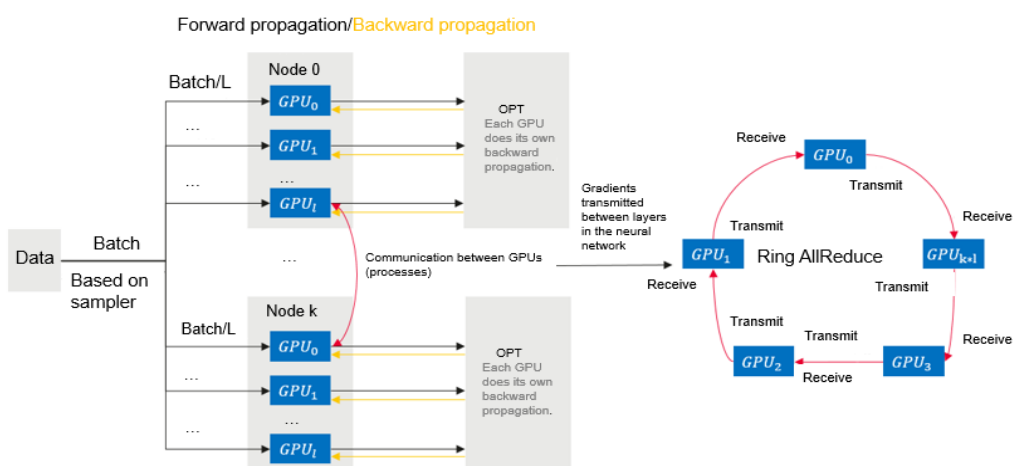 Forward propagation/Backward propagation
Batch/L
Node 0
GPU₀
...
GPU₁
...
...
GPUₗ
OPT
Each GPU
does its own
backward
propagation.
Data
Batch
Based on
sampler
...
Communication between GPUs
(processes)
Gradients
transmitted
between layers
in the neural
network
Batch/L
Node k
GPU₀
...
GPU₁
...
...
GPUₗ
OPT
Each GPU
does its own
backward
propagation.
Receive
GPU₀
Transmit
Receive
Transmit
GPU₁
Ring AllReduce
GPUk*l
Receive
Transmit
Transmit
Transmit
Receive
GPU₂
Receive
GPU₃